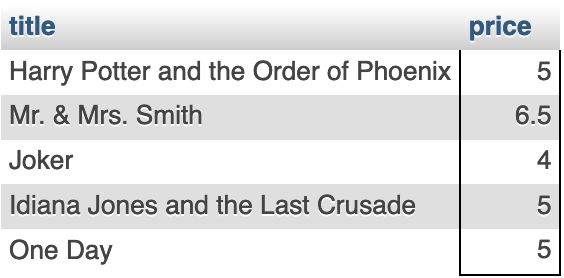 title price
Harry Potter and the Order of Phoenix 5
Mr. & Mrs. Smith 6.5
Joker 4
Idiana Jones and the Last Crusade 5
One Day 5